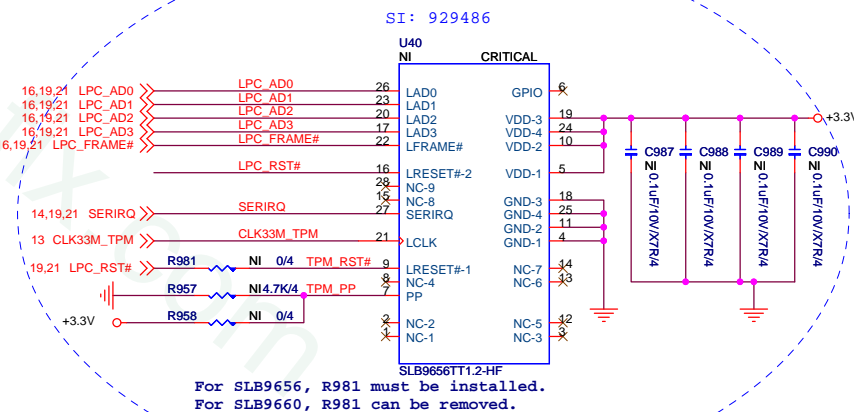 SI: 929486
U40
NI CRITICAL
16,19,21 LPC_AD0 LPC_AD0 26 LAD0 GPIO 6
16,19,21 LPC_AD1 LPC_AD1 23 LAD1 VDD-3 19 +3.3V
16,19,21 LPC_AD2 LPC_AD2 20 LAD2 VDD-4 24
16,19,21 LPC_AD3 LPC_AD3 17 LAD3 VDD-2 10
6,19,21 LPC_FRAME# LPC_FRAME# 22 LFRAME#
C987 C988 C989 C990
NI NI NI NI
0.1uF/10V/X7R/4 0.1uF/10V/X7R/4 0.1uF/10V/X7R/4 0.1uF/10V/X7R/4
LPC_RST# 16 LRESET#-2 VDD-1 5
28 NC-9
15 NC-8 GND-3 18
14,19,21 SERIRQ SERIRQ 27 SERIRQ GND-4 25
GND-2 11
13 CLK33M_TPM CLK33M_TPM 21 LCLK GND-1 4
19,21 LPC_RST# R981 NI 0/4 TPM_RST# 9 LRESET#-1 NC-7 14
8 NC-4 NC-6 13
R957 NI 4.7K/4 TPM_PP 7 PP
+3.3V R958 NI 0/4 2 NC-2 NC-5 12
1 NC-1 NC-3 3
SLB9656TT1.2-HF
For SLB9656, R981 must be installed.
For SLB9660, R981 can be removed.